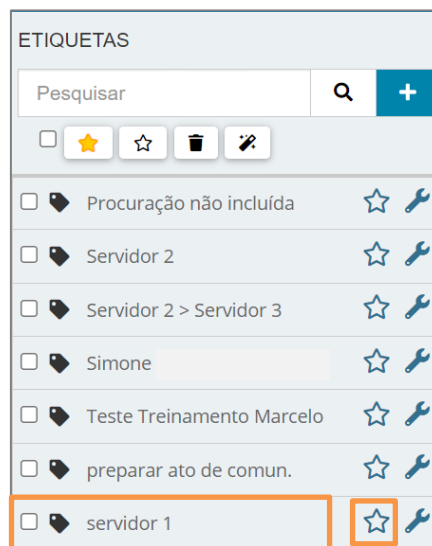 ETIQUETAS
Pesquisar
Procuração não incluída
Servidor 2
Servidor 2 > Servidor 3
Simone
Teste Treinamento Marcelo
preparar ato de comun.
servidor 1